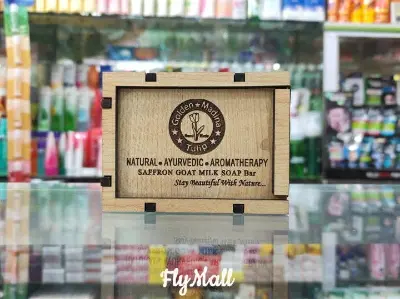 Golden Madina
Tulip
NATURAL • AYURVEDIC • AROMATHERAPY
SAFFRON GOAT MILK SOAP Bar
Stay Beautiful With Nature...
FlyMall